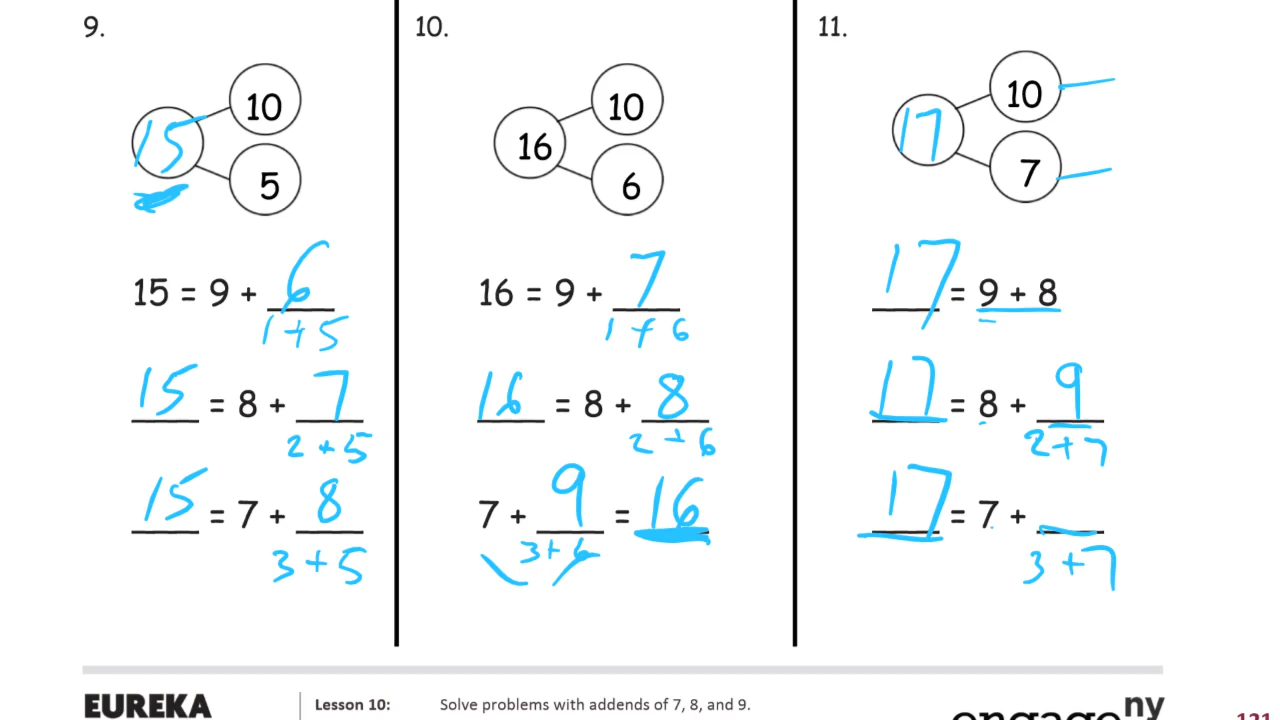 9.
10
15
5
15 = 9 + 6
1 + 5
15 = 8 + 7
2 + 5
15 = 7 + 8
3 + 5
10.
10
16
6
16 = 9 + 7
1 + 6
16 = 8 + 8
2 + 6
7 + 9 = 16
3 + 6
11.
10
17
7
17 = 9 + 8
17 = 8 + 9
2 + 7
17 = 7 +
3 + 7
EUREKA
Lesson 10: Solve problems with addends of 7, 8, and 9.
engage ny
121